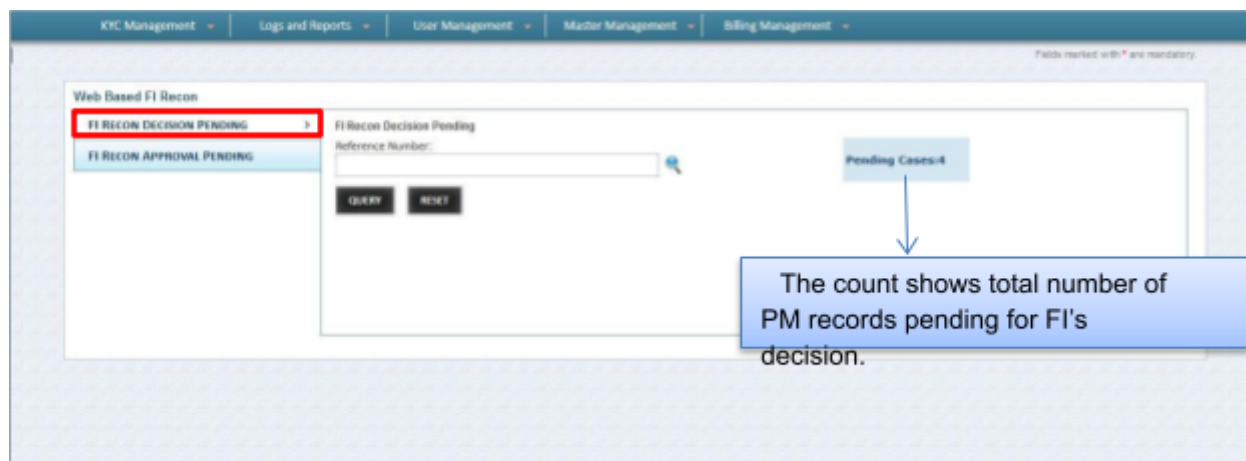 KYC Management Logs and Reports User Management Master Management Billing Management
Fields marked with * are mandatory.
Web Based FI Recon
FI RECON DECISION PENDING
FI RECON APPROVAL PENDING
FI Recon Decision Pending
Reference Number:
QUERY RESET
Pending Cases:4
The count shows total number of
PM records pending for FI's
decision.